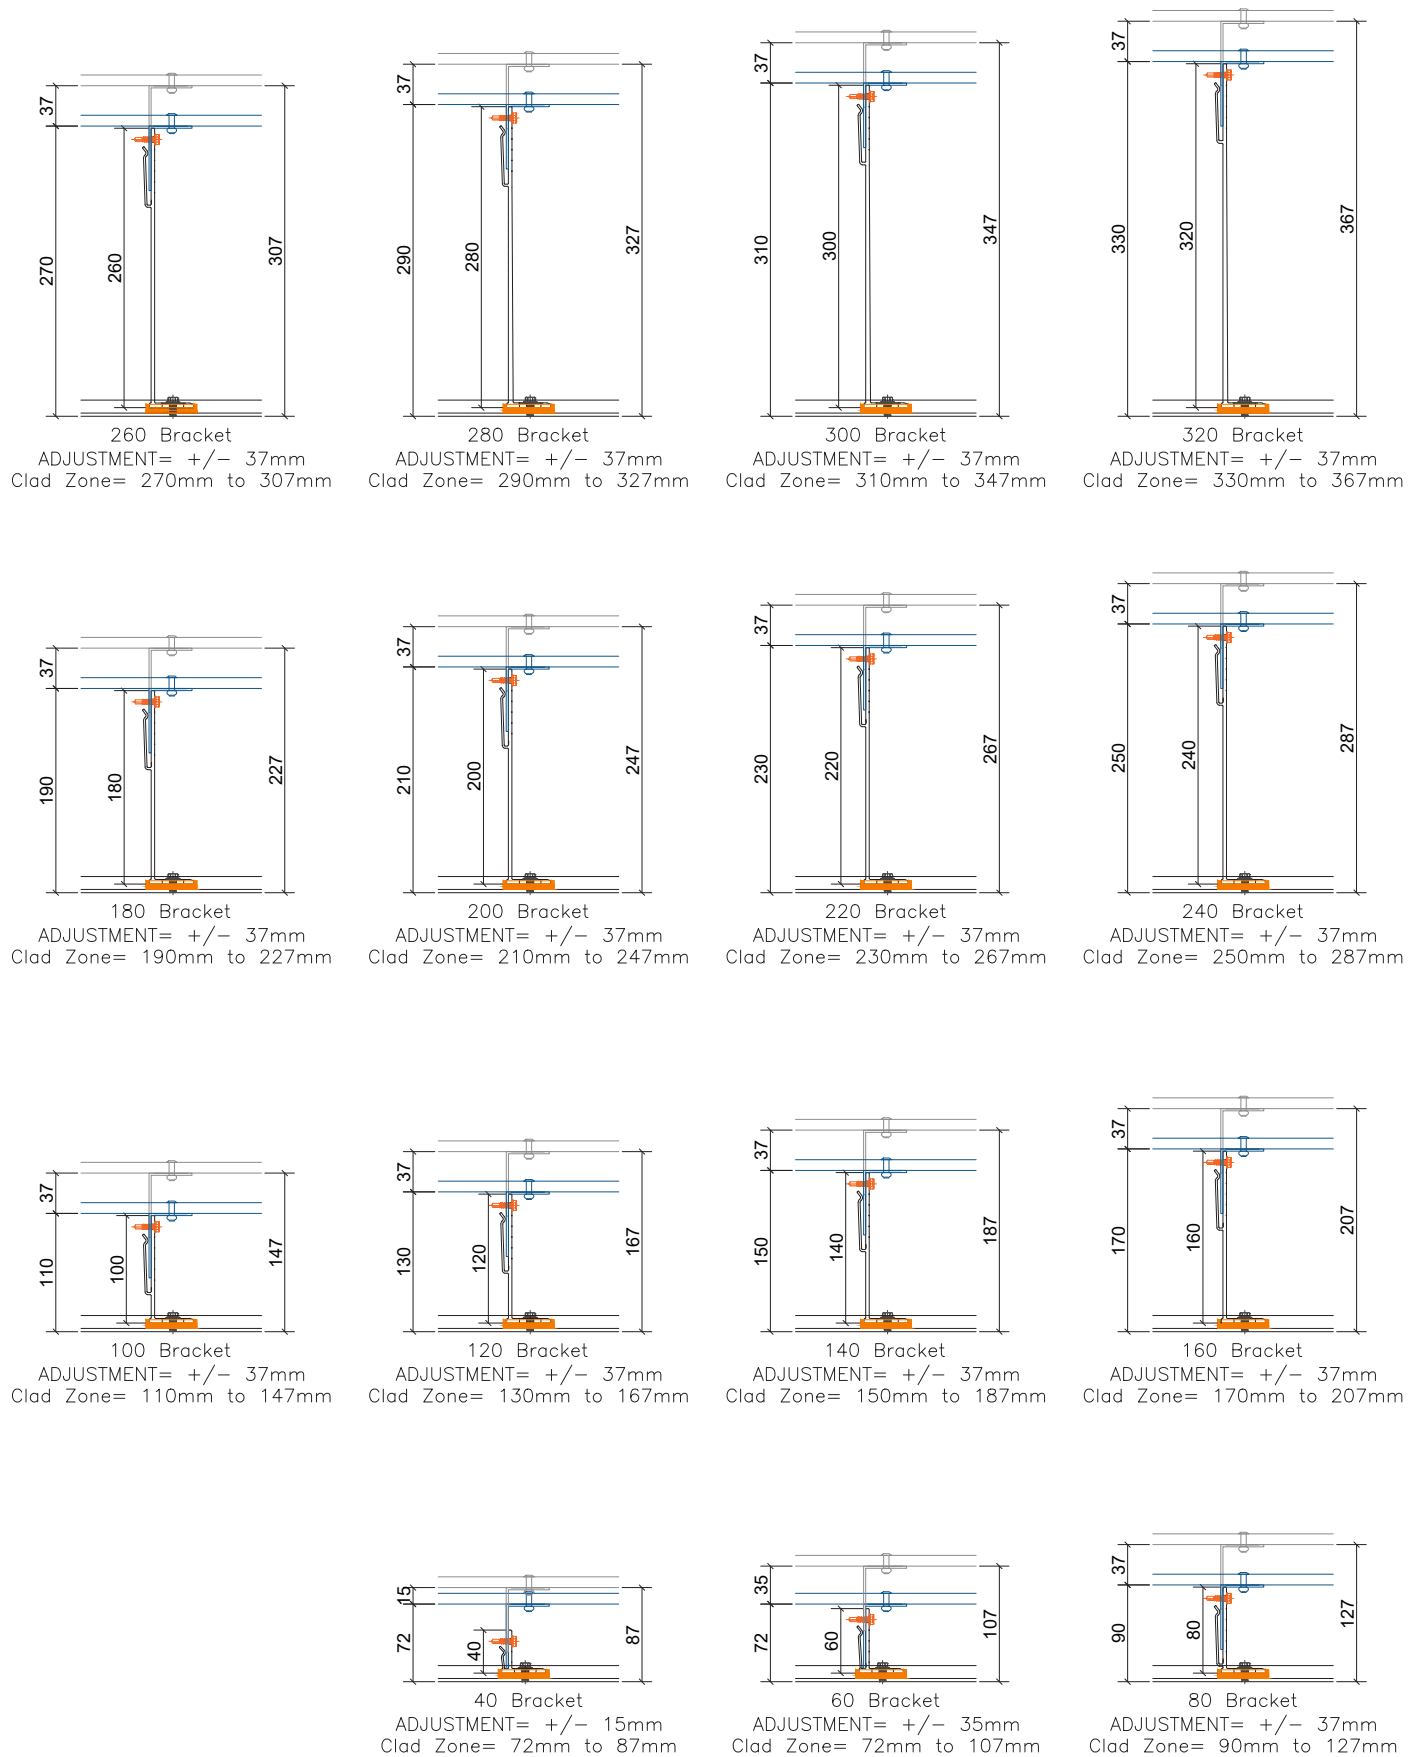 37
270
260
307
260 Bracket
ADJUSTMENT= +/- 37mm
Clad Zone= 270mm to 307mm
37
290
280
327
280 Bracket
ADJUSTMENT= +/- 37mm
Clad Zone= 290mm to 327mm
37
310
300
347
300 Bracket
ADJUSTMENT= +/- 37mm
Clad Zone= 310mm to 347mm
37
330
320
367
320 Bracket
ADJUSTMENT= +/- 37mm
Clad Zone= 330mm to 367mm
37
190
180
227
180 Bracket
ADJUSTMENT= +/- 37mm
Clad Zone= 190mm to 227mm
37
210
200
247
200 Bracket
ADJUSTMENT= +/- 37mm
Clad Zone= 210mm to 247mm
37
230
220
267
220 Bracket
ADJUSTMENT= +/- 37mm
Clad Zone= 230mm to 267mm
37
250
240
287
240 Bracket
ADJUSTMENT= +/- 37mm
Clad Zone= 250mm to 287mm
37
110
100
147
100 Bracket
ADJUSTMENT= +/- 37mm
Clad Zone= 110mm to 147mm
37
130
120
167
120 Bracket
ADJUSTMENT= +/- 37mm
Clad Zone= 130mm to 167mm
37
150
140
187
140 Bracket
ADJUSTMENT= +/- 37mm
Clad Zone= 150mm to 187mm
37
170
160
207
160 Bracket
ADJUSTMENT= +/- 37mm
Clad Zone= 170mm to 207mm
15
72
40
87
40 Bracket
ADJUSTMENT= +/- 15mm
Clad Zone= 72mm to 87mm
35
72
60
107
60 Bracket
ADJUSTMENT= +/- 35mm
Clad Zone= 72mm to 107mm
37
90
80
127
80 Bracket
ADJUSTMENT= +/- 37mm
Clad Zone= 90mm to 127mm